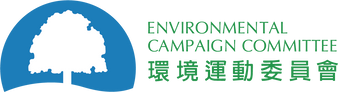 ENVIRONMENTAL
CAMPAIGN COMMITTEE
環境運動委員會